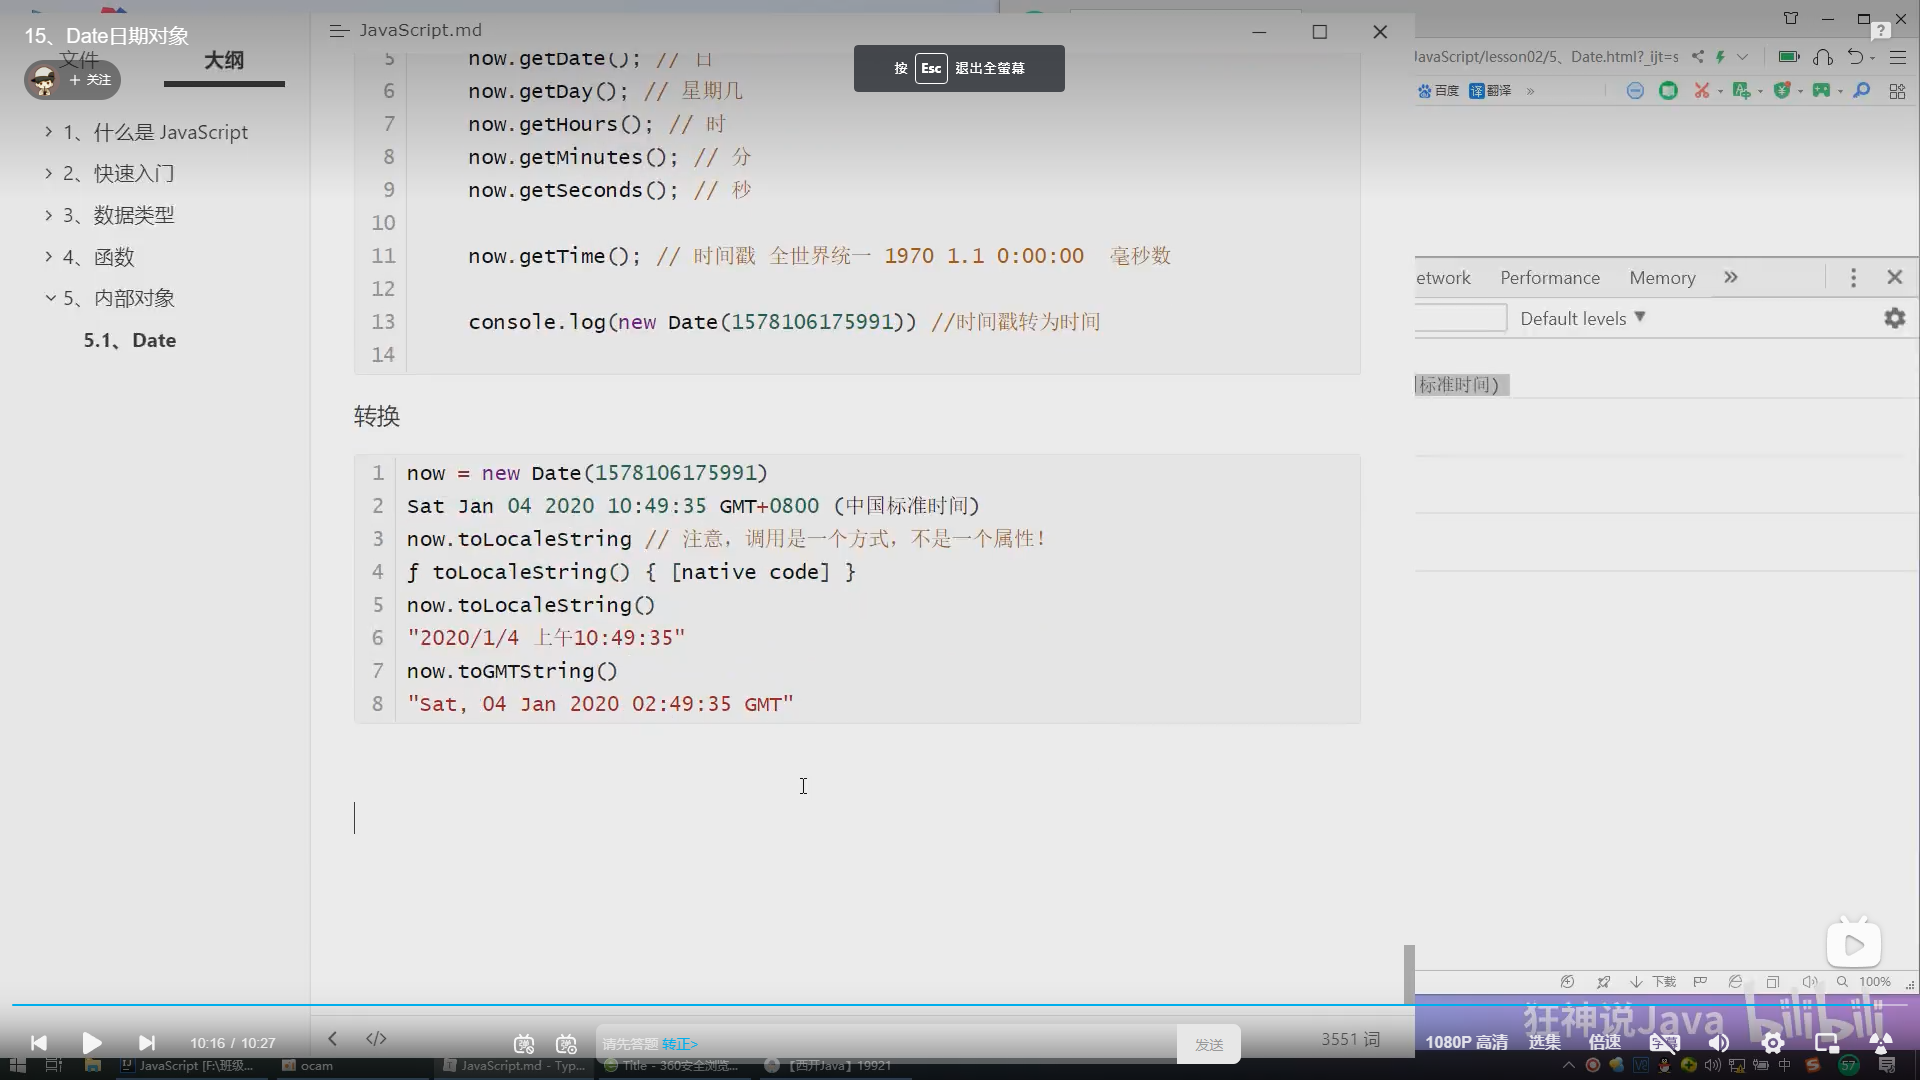 15、Date日期对象
文件
大纲
+ 关注
JavaScript.md
按 Esc 退出全萤幕
1、什么是 JavaScript
2、快速入门
3、数据类型
4、函数
5、内部对象
5.1、Date
5 now.getDate(); // 日
6 now.getDay(); // 星期几
7 now.getHours(); // 时
8 now.getMinutes(); // 分
9 now.getSeconds(); // 秒
10
11 now.getTime(); // 时间戳 全世界统一 1970 1.1 0:00:00 毫秒数
12
13 console.log(new Date(1578106175991)) //时间戳转为时间
14
转换
1 now = new Date(1578106175991)
2 Sat Jan 04 2020 10:49:35 GMT+0800 (中国标准时间)
3 now.toLocaleString // 注意，调用是一个方式，不是一个属性！
4 ƒ toLocaleString() { [native code] }
5 now.toLocaleString()
6 "2020/1/4 上午10:49:35"
7 now.toGMTString()
8 "Sat, 04 Jan 2020 02:49:35 GMT"
JavaScript/lesson02/5、Date.html?_ijt=s
百度 译 翻译 »
etwork Performance Memory »
Default levels ▼
标准时间)
下载 100%
狂神说Java bilibili
10:16 / 10:27
请先答题 转正>
发送
3551 词
1080P 高清 选集 倍速 字幕
JavaScript [F:\班级...
ocam
JavaScript.md - Typ...
Title - 360安全浏览...
【西开Java】19921
中
57